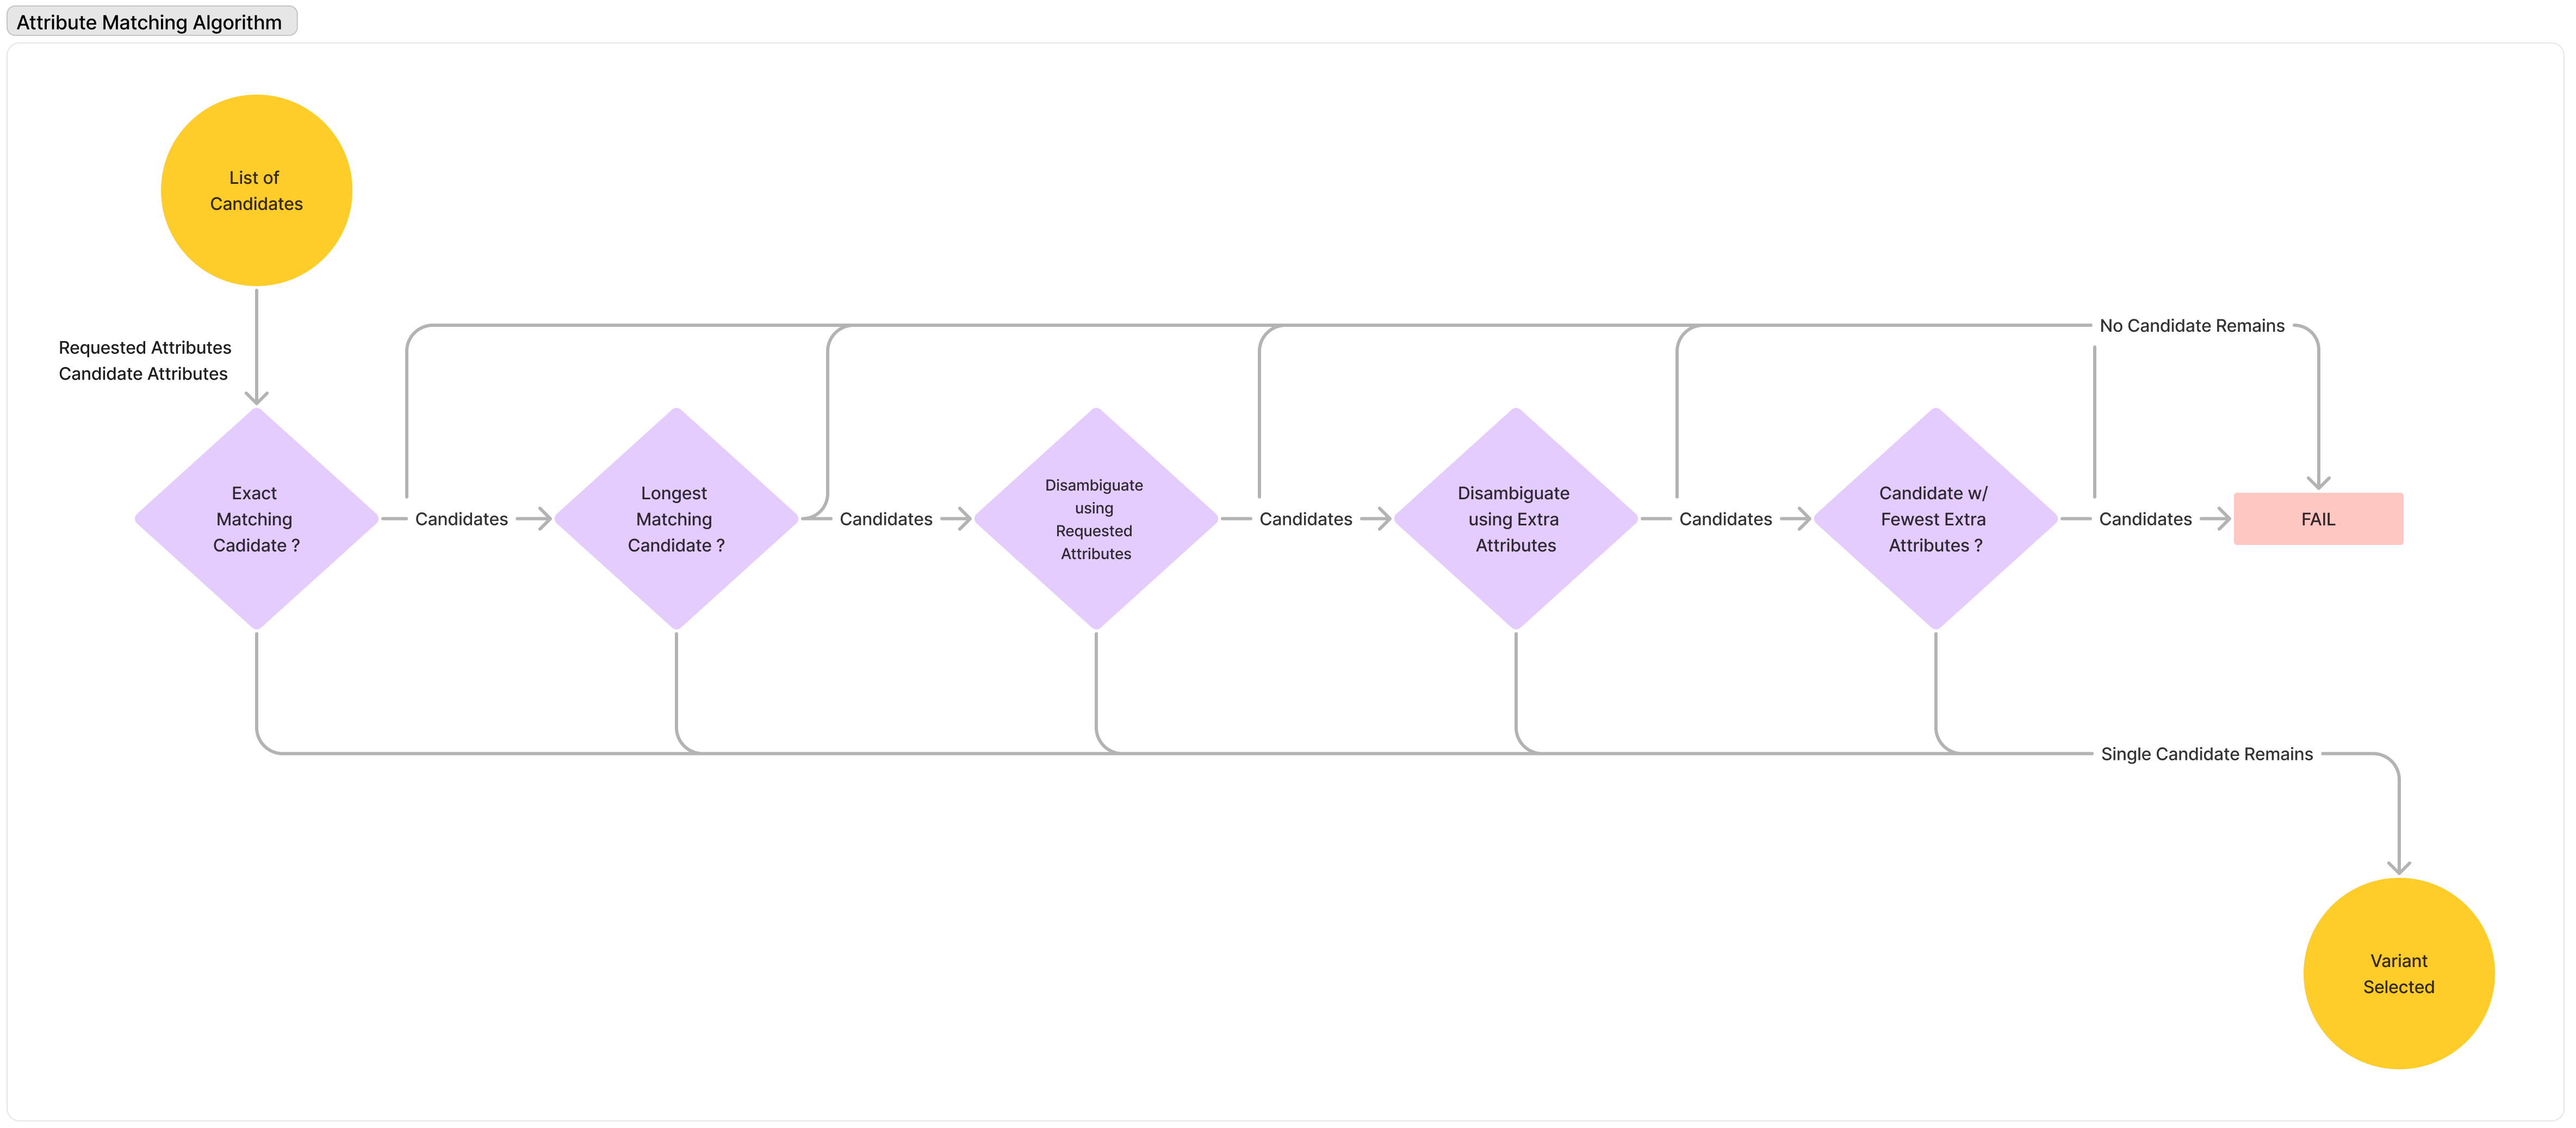 Attribute Matching Algorithm
List of
Candidates
Requested Attributes
Candidate Attributes
No Candidate Remains
Exact
Matching
Cadidate ?
Candidates
Longest
Matching
Candidate ?
Candidates
Disambiguate
using
Requested
Attributes
Candidates
Disambiguate
using Extra
Attributes
Candidates
Candidate w/
Fewest Extra
Attributes ?
Candidates
FAIL
Single Candidate Remains
Variant
Selected